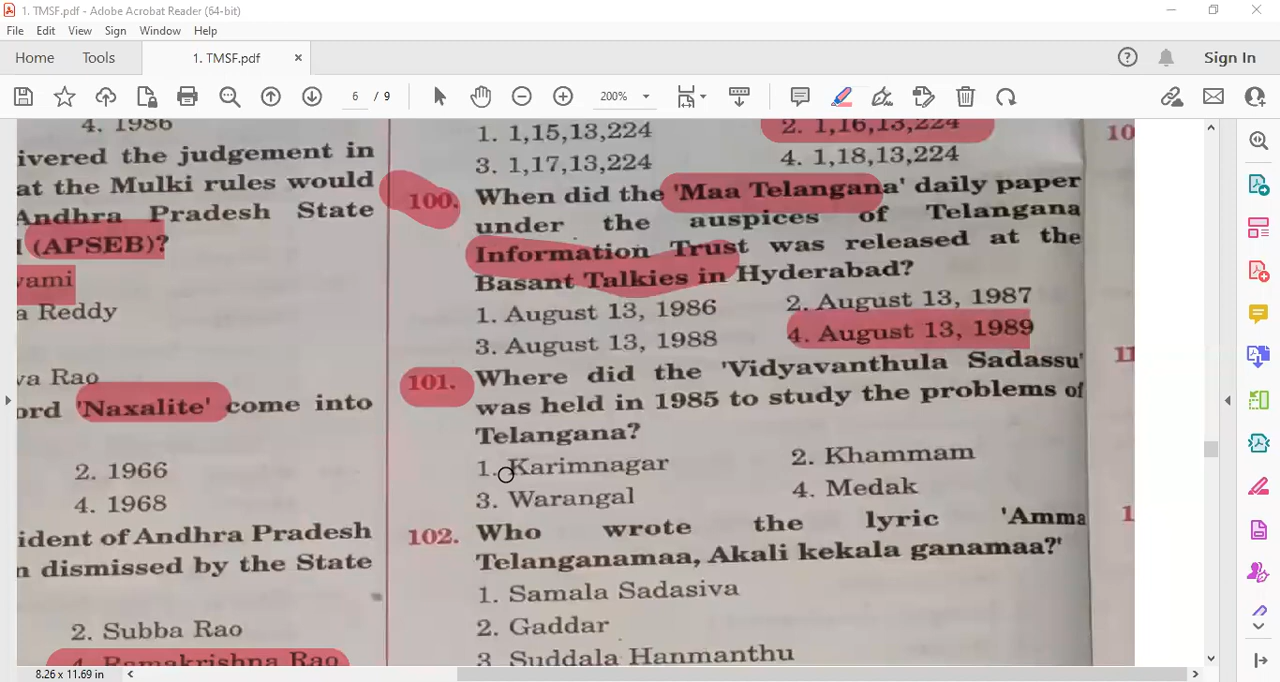 1. TMSF.pdf - Adobe Acrobat Reader (64-bit)
File Edit View Sign Window Help
Home Tools 1. TMSF.pdf × Sign In
6 / 9 200%
4. 1986
ivered the judgement in
at the Mulki rules would
Andhra Pradesh State
(APSEB)?
vami
a Reddy
va Rao
ord 'Naxalite' come into
2. 1966
4. 1968
ident of Andhra Pradesh
n dismissed by the State
2. Subba Rao
4. Ramakrishna Rao
1. 1,15,13,224 2. 1,16,13,224
3. 1,17,13,224 4. 1,18,13,224
100. When did the 'Maa Telangana' daily paper
under the auspices of Telangana
Information Trust was released at the
Basant Talkies in Hyderabad?
1. August 13, 1986 2. August 13, 1987
3. August 13, 1988 4. August 13, 1989
101. Where did the 'Vidyavanthula Sadassu'
was held in 1985 to study the problems of
Telangana?
1. Karimnagar 2. Khammam
3. Warangal 4. Medak
102. Who wrote the lyric 'Amma
Telanganamaa, Akali kekala ganamaa?'
1. Samala Sadasiva
2. Gaddar
3 Suddala Hanmanthu
10
11
1
8.26 x 11.69 in